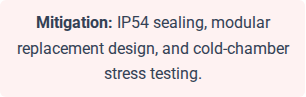 Mitigation: IP54 sealing, modular
replacement design, and cold-chamber
stress testing.